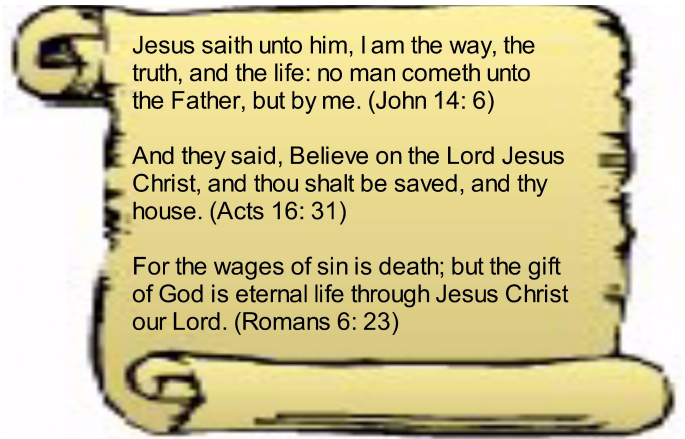 Jesus saith unto him, I am the way, the
truth, and the life: no man cometh unto
the Father, but by me. (John 14: 6)
And they said, Believe on the Lord Jesus
Christ, and thou shalt be saved, and thy
house. (Acts 16: 31)
For the wages of sin is death; but the gift
of God is eternal life through Jesus Christ
our Lord. (Romans 6: 23)